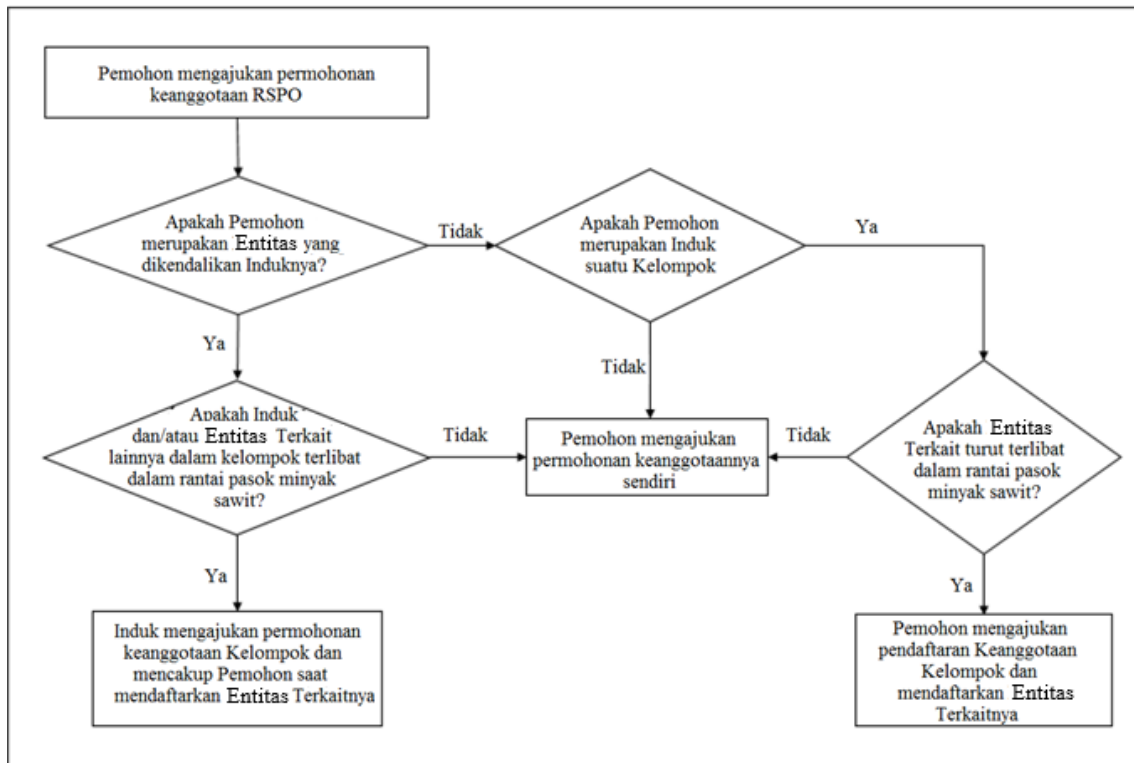 Pemohon mengajukan permohonan
keanggotaan RSPO
Apakah Pemohon
merupakan Entitas yang
dikendalikan Induknya?
Tidak
Apakah Pemohon
merupakan Induk
suatu Kelompok
Ya
Ya
Tidak
Apakah Induk
dan/atau Entitas Terkait
lainnya dalam kelompok terlibat
dalam rantai pasok minyak
sawit?
Tidak
Pemohon mengajukan
permohonan keanggotaannya
sendiri
Tidak
Apakah Entitas
Terkait turut terlibat
dalam rantai pasok
minyak sawit?
Ya
Ya
Induk mengajukan permohonan
keanggotaan Kelompok dan
mencakup Pemohon saat
mendaftarkan Entitas Terkaitnya
Pemohon mengajukan
pendaftaran Keanggotaan
Kelompok dan
mendaftarkan Entitas
Terkaitnya